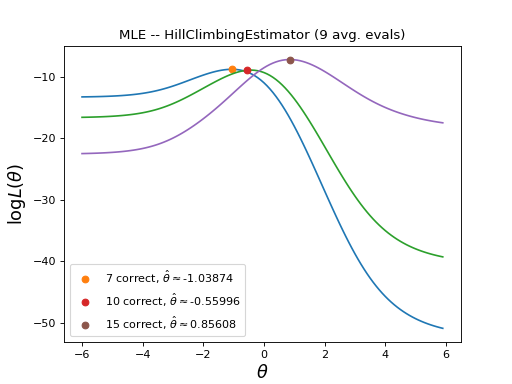 MLE -- HillClimbingEstimator (9 avg. evals)
logL(θ)
−10
−20
−30
−40
−50
7 correct, θ̂ ≈ -1.03874
10 correct, θ̂ ≈ -0.55996
15 correct, θ̂ ≈ 0.85608
−6 −4 −2 0 2 4 6
θ